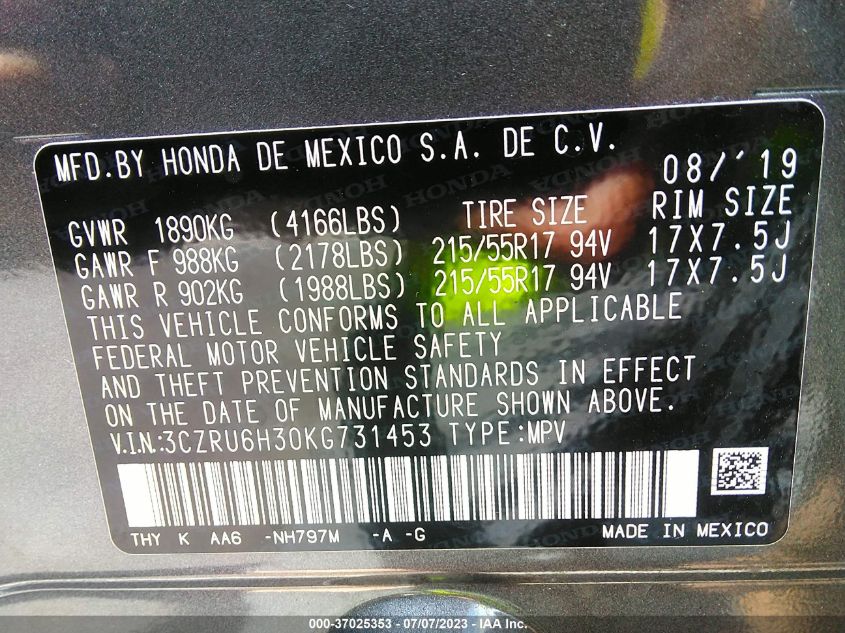 MFD.BY HONDA DE MEXICO S.A. DE C.V.
08/'19
GVWR 1890KG (4166LBS) TIRE SIZE RIM SIZE
GAWR F 988KG (2178LBS) 215/55R17 94V 17X7.5J
GAWR R 902KG (1988LBS) 215/55R17 94V 17X7.5J
THIS VEHICLE CONFORMS TO ALL APPLICABLE
FEDERAL MOTOR VEHICLE SAFETY
AND THEFT PREVENTION STANDARDS IN EFFECT
ON THE DATE OF MANUFACTURE SHOWN ABOVE.
V.I.N.:3CZRU6H30KG731453 TYPE:MPV
THY K AA6 -NH797M -A -G MADE IN MEXICO
000-37025353 - 07/07/2023 - IAA Inc.